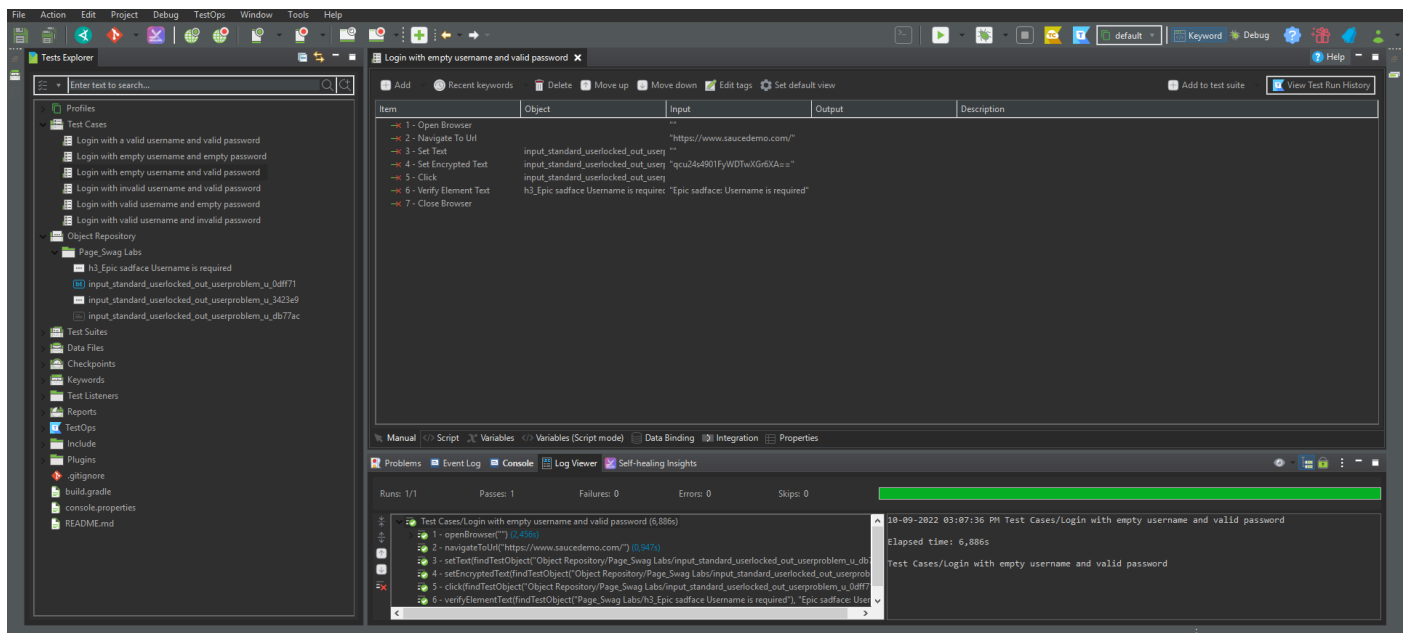 File Action Edit Project Debug TestOps Window Tools Help
default Keyword Debug
Tests Explorer
Login with empty username and valid password
Help
Enter text to search...
Add Recent keywords Delete Move up Move down Edit tags Set default view Add to test suite View Test Run History
Profiles
Test Cases
Login with a valid username and valid password
Login with empty username and empty password
Login with empty username and valid password
Login with invalid username and valid password
Login with valid username and empty password
Login with valid username and invalid password
Object Repository
Page_Swag Labs
h3_Epic sadface Username is required
input_standard_userlocked_out_userproblem_u_0dff71
input_standard_userlocked_out_userproblem_u_3423e9
input_standard_userlocked_out_userproblem_u_db77ac
Test Suites
Data Files
Checkpoints
Keywords
Test Listeners
Reports
TestOps
Include
Plugins
.gitignore
build.gradle
console.properties
README.md
Item Object Input Output Description
1 - Open Browser ""
2 - Navigate To Url "https://www.saucedemo.com/"
3 - Set Text input_standard_userlocked_out_user ""
4 - Set Encrypted Text input_standard_userlocked_out_user "qcu24s4901FyWDTwXGr6XA=="
5 - Click input_standard_userlocked_out_user
6 - Verify Element Text h3_Epic sadface Username is require "Epic sadface: Username is required"
7 - Close Browser
Manual Script Variables Variables (Script mode) Data Binding Integration Properties
Problems Event Log Console Log Viewer Self-healing Insights
Runs: 1/1 Passes: 1 Failures: 0 Errors: 0 Skips: 0
Test Cases/Login with empty username and valid password (6,886s)
1 - openBrowser("") (2,456s)
2 - navigateToUrl("https://www.saucedemo.com/") (0,947s)
3 - setText(findTestObject("Object Repository/Page_Swag Labs/input_standard_userlocked_out_userproblem_u_db7
4 - setEncryptedText(findTestObject("Object Repository/Page_Swag Labs/input_standard_userlocked_out_userprob
5 - click(findTestObject("Object Repository/Page_Swag Labs/input_standard_userlocked_out_userproblem_u_0dff7
6 - verifyElementText(findTestObject("Page_Swag Labs/h3_Epic sadface Username is required"), "Epic sadface: User
10-09-2022 03:07:36 PM Test Cases/Login with empty username and valid password
Elapsed time: 6,886s
Test Cases/Login with empty username and valid password